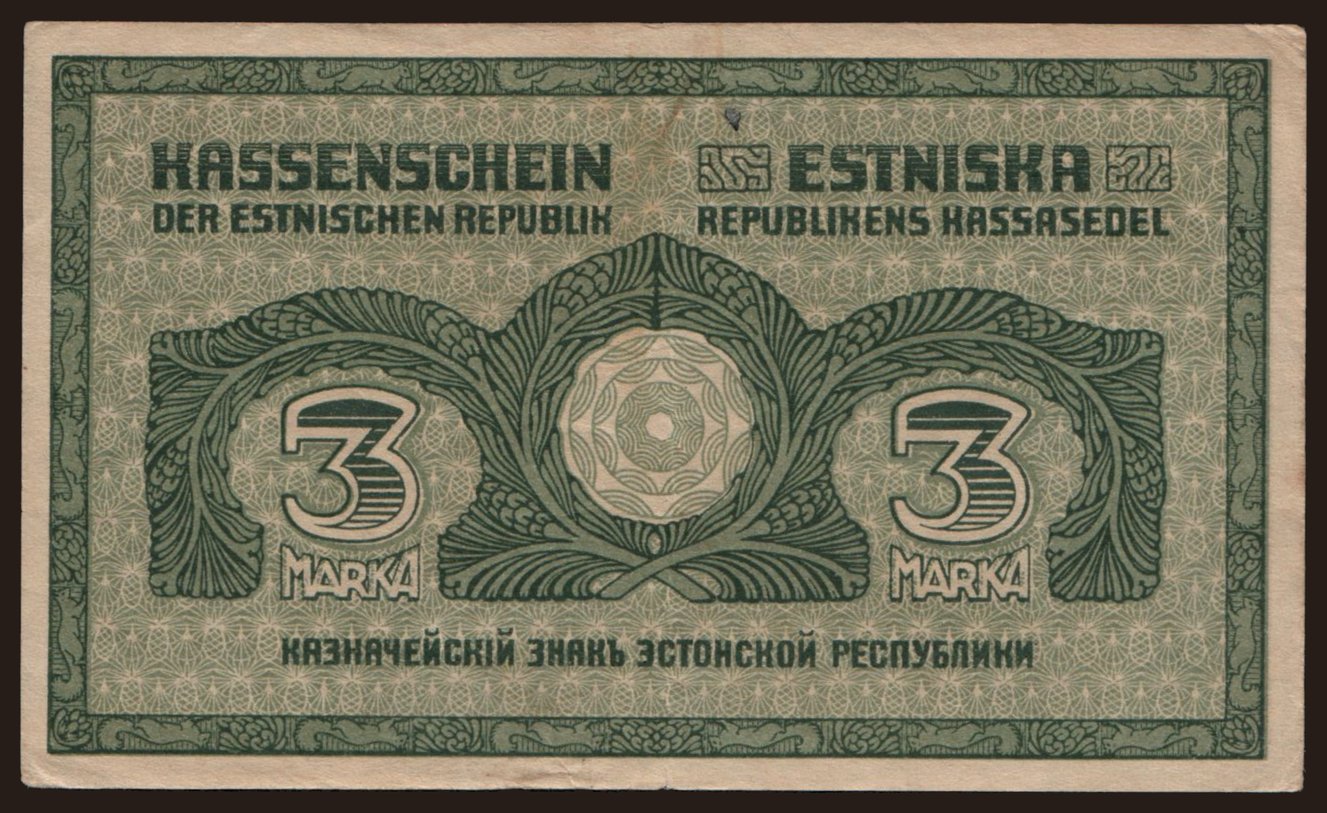 KASSENSCHEIN
DER ESTNISCHEN REPUBLIK
ESTNISKA
REPUBLIKENS KASSASEDEL
3
MARKA
3
MARKA
КАЗНАЧЕЙСКІЙ ЗНАКЪ ЭСТОНСКОЙ РЕСПУБЛИКИ